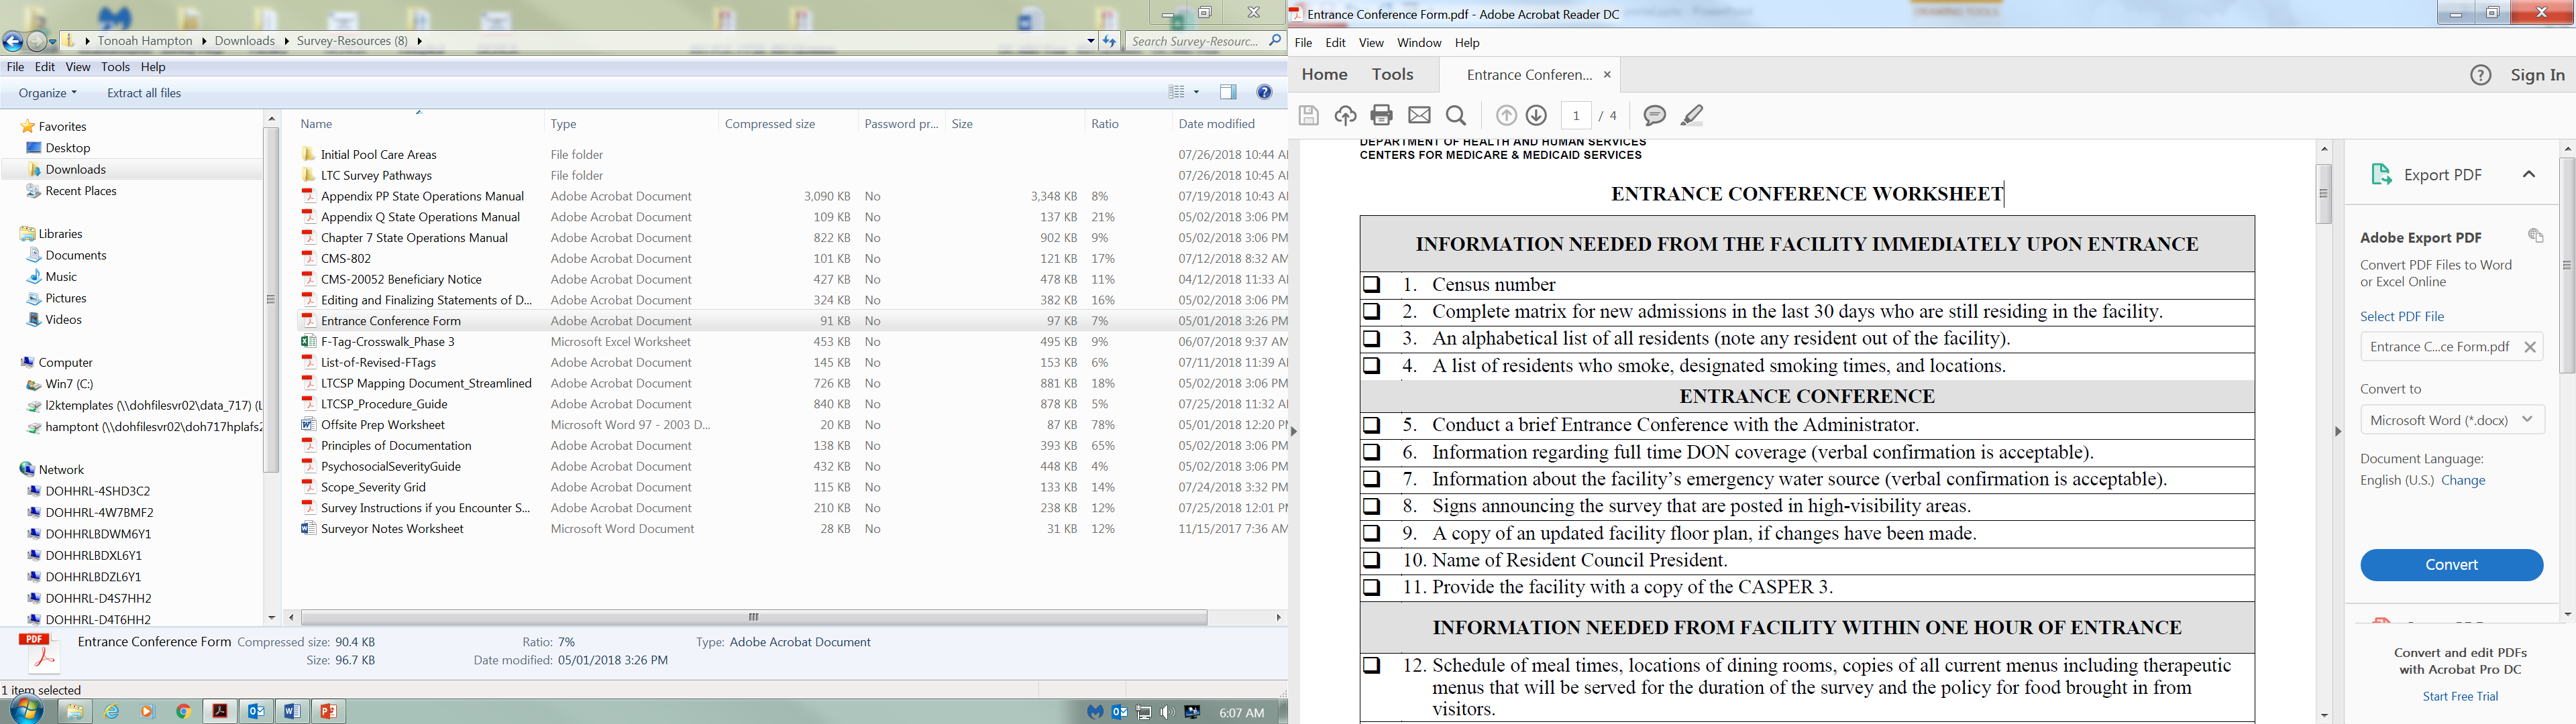 Tonoah Hampton Downloads Survey-Resources (8)
Search Survey-Resourc...
File Edit View Tools Help
Organize Extract all files
Favorites
Desktop
Downloads
Recent Places
Libraries
Documents
Music
Pictures
Videos
Computer
Win7 (C:)
l2ktemplates (\\dohfilesvr02\data_717) (L
hamptont (\\dohfilesvr02\doh717hplafs2
Network
DOHHRL-4SHD3C2
DOHHRL-4W7BMF2
DOHHRLBDWM6Y1
DOHHRLBDXL6Y1
DOHHRLBDZL6Y1
DOHHRL-D4S7HH2
DOHHRL-D4T6HH2
Name Type Compressed size Password pr... Size Ratio Date modified
Initial Pool Care Areas File folder 07/26/2018 10:44 A
LTC Survey Pathways File folder 07/26/2018 10:45 A
Appendix PP State Operations Manual Adobe Acrobat Document 3,090 KB No 3,348 KB 8% 07/19/2018 10:43 A
Appendix Q State Operations Manual Adobe Acrobat Document 109 KB No 137 KB 21% 05/02/2018 3:06 PM
Chapter 7 State Operations Manual Adobe Acrobat Document 822 KB No 902 KB 9% 05/02/2018 3:06 PM
CMS-802 Adobe Acrobat Document 101 KB No 121 KB 17% 07/12/2018 8:32 AM
CMS-20052 Beneficiary Notice Adobe Acrobat Document 427 KB No 478 KB 11% 04/12/2018 11:33 A
Editing and Finalizing Statements of D... Adobe Acrobat Document 324 KB No 382 KB 16% 05/02/2018 3:06 PM
Entrance Conference Form Adobe Acrobat Document 91 KB No 97 KB 7% 05/01/2018 3:26 PM
F-Tag-Crosswalk_Phase 3 Microsoft Excel Worksheet 453 KB No 495 KB 9% 06/07/2018 9:37 AM
List-of-Revised-FTags Adobe Acrobat Document 145 KB No 153 KB 6% 07/11/2018 11:39 A
LTCSP Mapping Document_Streamlined Adobe Acrobat Document 726 KB No 881 KB 18% 05/02/2018 3:06 PM
LTCSP_Procedure_Guide Adobe Acrobat Document 840 KB No 878 KB 5% 07/25/2018 11:32 A
Offsite Prep Worksheet Microsoft Word 97 - 2003 D... 20 KB No 87 KB 78% 05/01/2018 12:20 P
Principles of Documentation Adobe Acrobat Document 138 KB No 393 KB 65% 05/02/2018 3:06 PM
PsychosocialSeverityGuide Adobe Acrobat Document 432 KB No 448 KB 4% 05/02/2018 3:06 PM
Scope_Severity Grid Adobe Acrobat Document 115 KB No 133 KB 14% 07/24/2018 3:32 PM
Survey Instructions if you Encounter S... Adobe Acrobat Document 210 KB No 238 KB 12% 07/25/2018 12:01 P
Surveyor Notes Worksheet Microsoft Word Document 28 KB No 31 KB 12% 11/15/2017 7:36 AM
PDF Entrance Conference Form Compressed size: 90.4 KB Ratio: 7% Type: Adobe Acrobat Document
Size: 96.7 KB Date modified: 05/01/2018 3:26 PM
1 item selected
6:07 AM
Entrance Conference Form.pdf - Adobe Acrobat Reader DC
File Edit View Window Help
Home Tools Entrance Conferen... × Sign In
1 / 4
DEPARTMENT OF HEALTH AND HUMAN SERVICES
CENTERS FOR MEDICARE & MEDICAID SERVICES
ENTRANCE CONFERENCE WORKSHEET
INFORMATION NEEDED FROM THE FACILITY IMMEDIATELY UPON ENTRANCE
1. Census number
2. Complete matrix for new admissions in the last 30 days who are still residing in the facility.
3. An alphabetical list of all residents (note any resident out of the facility).
4. A list of residents who smoke, designated smoking times, and locations.
ENTRANCE CONFERENCE
5. Conduct a brief Entrance Conference with the Administrator.
6. Information regarding full time DON coverage (verbal confirmation is acceptable).
7. Information about the facility's emergency water source (verbal confirmation is acceptable).
8. Signs announcing the survey that are posted in high-visibility areas.
9. A copy of an updated facility floor plan, if changes have been made.
10. Name of Resident Council President.
11. Provide the facility with a copy of the CASPER 3.
INFORMATION NEEDED FROM FACILITY WITHIN ONE HOUR OF ENTRANCE
12. Schedule of meal times, locations of dining rooms, copies of all current menus including therapeutic
menus that will be served for the duration of the survey and the policy for food brought in from
visitors.
Export PDF
Adobe Export PDF
Convert PDF Files to Word
or Excel Online
Select PDF File
Entrance C...ce Form.pdf
Convert to
Microsoft Word (*.docx)
Document Language:
English (U.S.) Change
Convert
Convert and edit PDFs
with Acrobat Pro DC
Start Free Trial